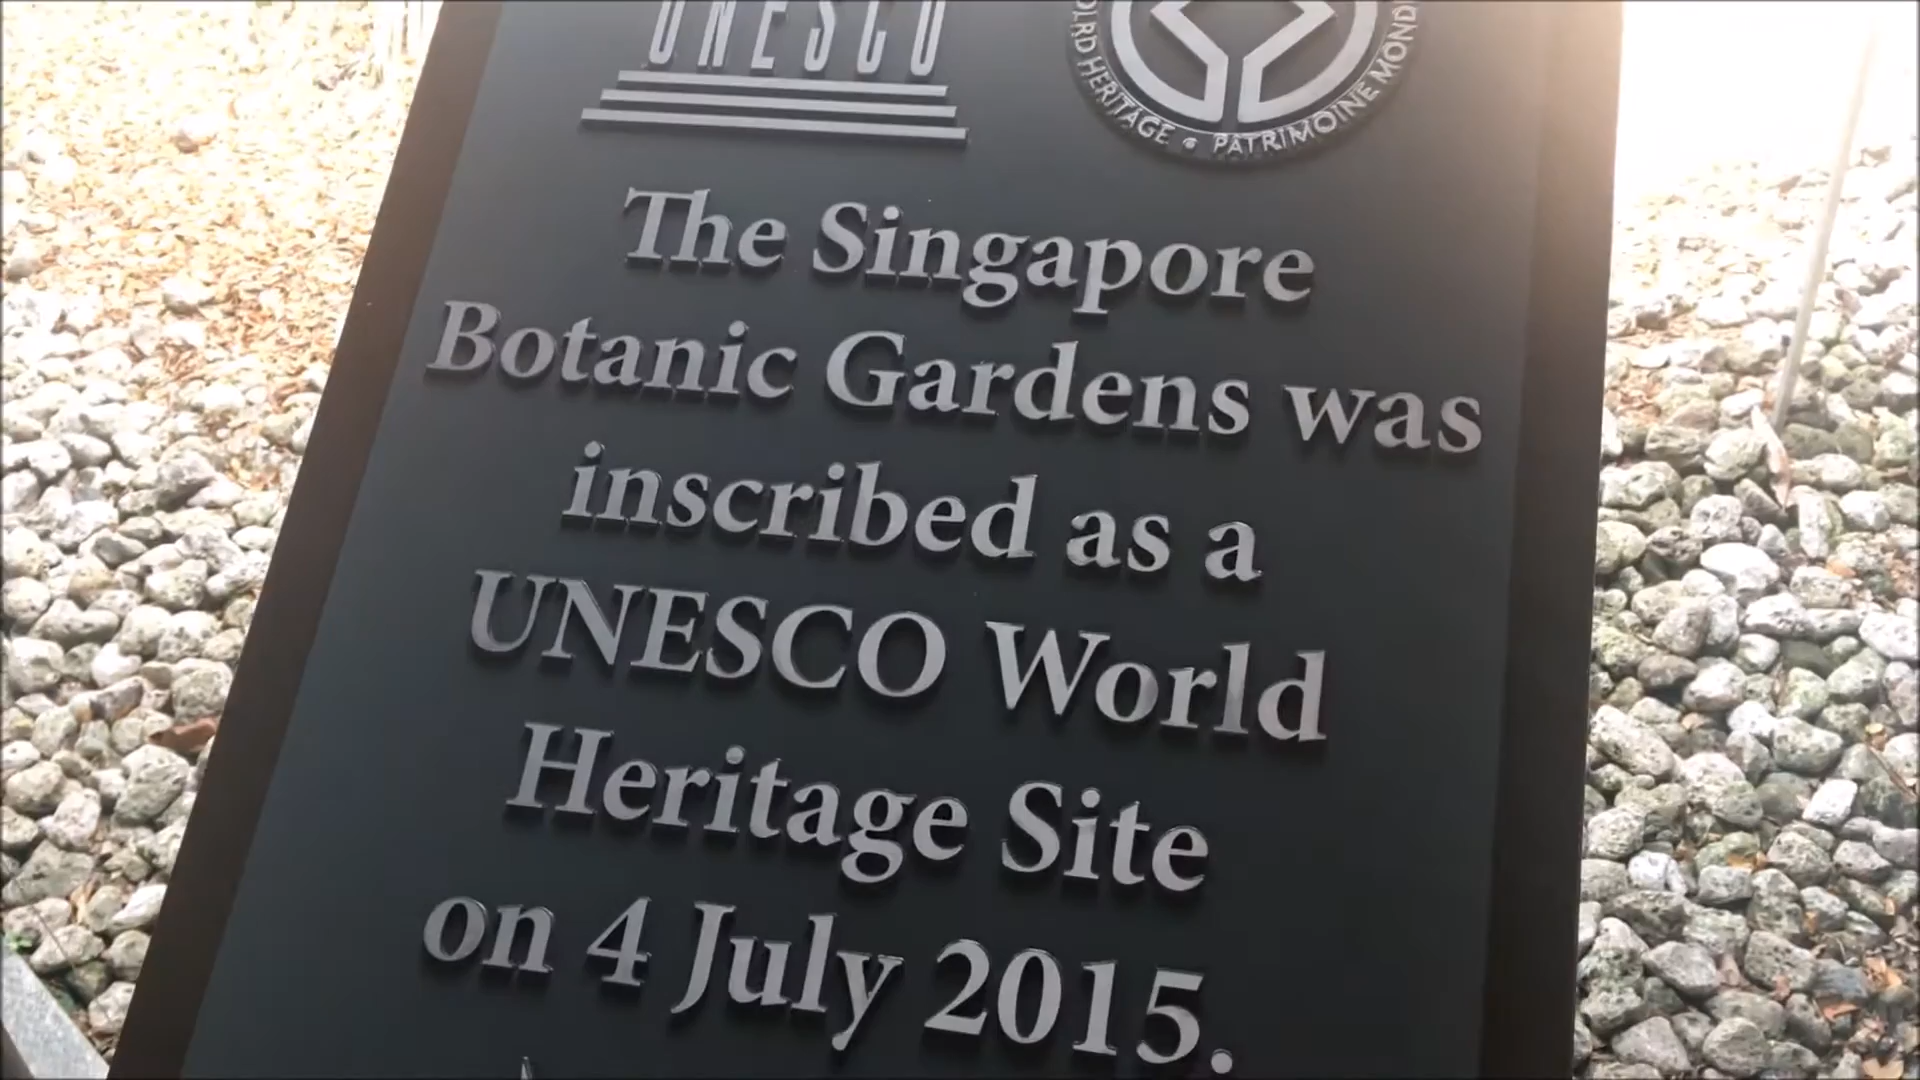 UNESCO
WORLD HERITAGE • PATRIMOINE MONDIAL
The Singapore
Botanic Gardens was
inscribed as a
UNESCO World
Heritage Site
on 4 July 2015.